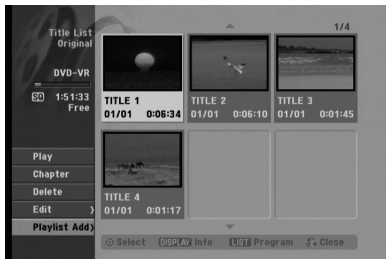 Title List
Original
1/4
DVD-VR
SQ 1:51:33
Free
TITLE 1
01/01 0:06:34
TITLE 2
01/01 0:06:10
TITLE 3
01/01 0:01:45
TITLE 4
01/01 0:01:17
Play
Chapter
Delete
Edit
Playlist Add
Select DISPLAY Info LIST Program Close